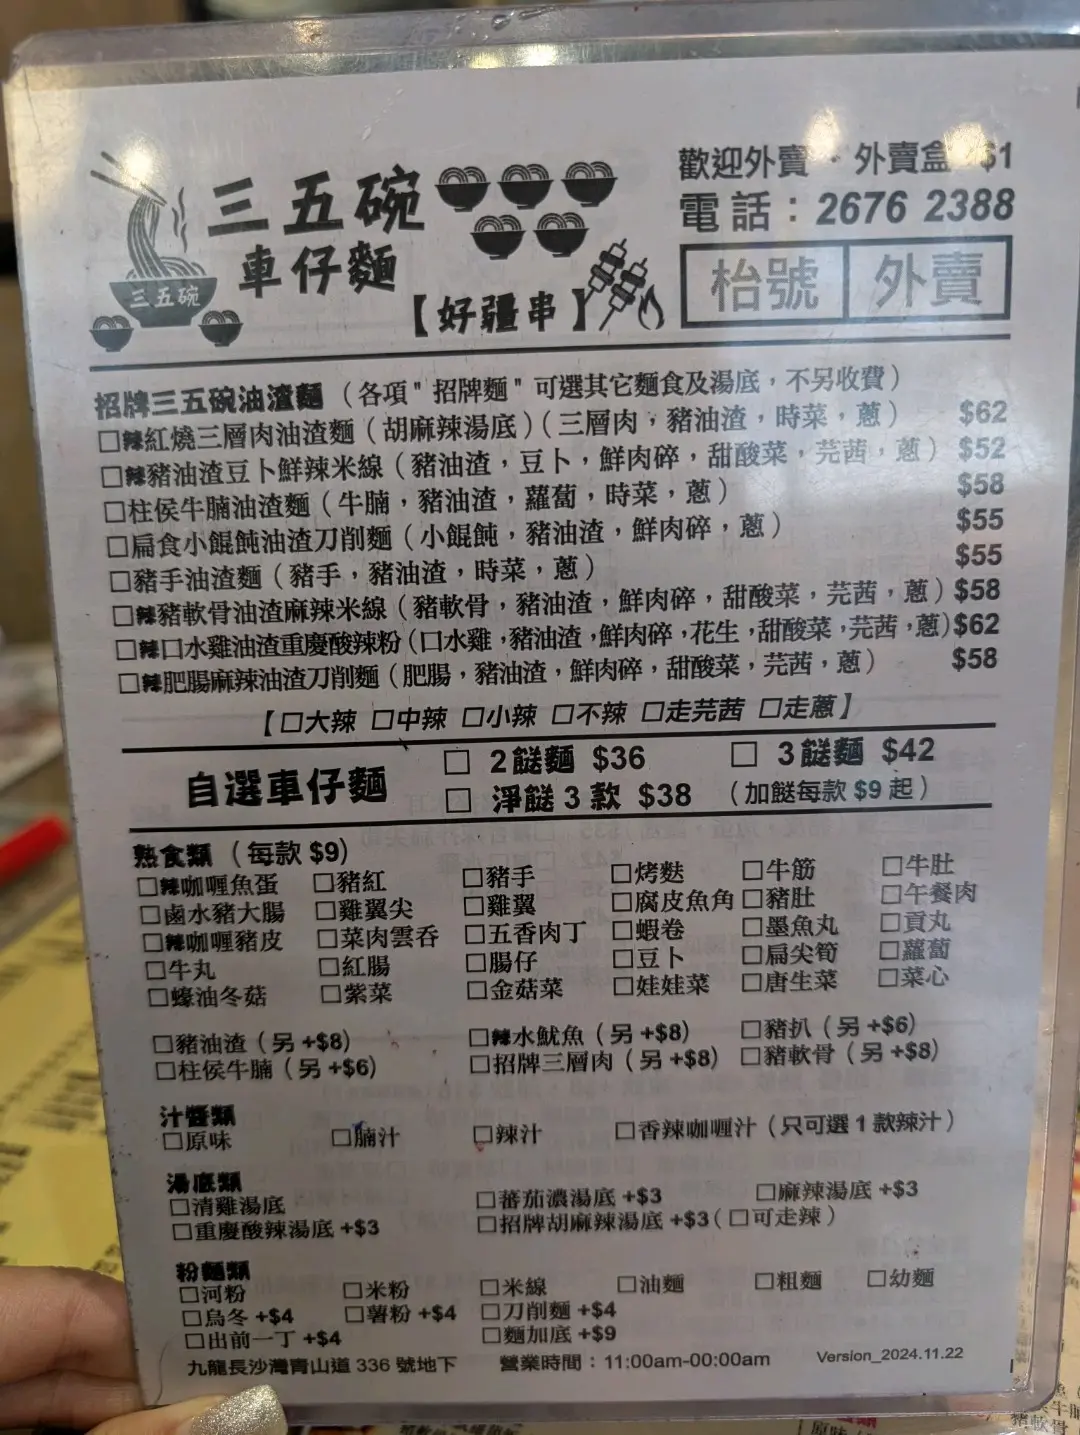 歡迎外賣・外賣盒 $1
三五碗
電話：2676 2388
車仔麵
三五碗
枱號 外賣
【好疆串】
招牌三五碗油渣麵（各項"招牌麵"可選其它麵食及湯底，不另收費）
□辣紅燒三層肉油渣麵（胡麻辣湯底）（三層肉，豬油渣，時菜，蔥） $62
□辣豬油渣豆卜鮮辣米線（豬油渣，豆卜，鮮肉碎，甜酸菜，芫茜，蔥） $52
□柱侯牛腩油渣麵（牛腩，豬油渣，蘿蔔，時菜，蔥） $58
□扁食小餛飩油渣刀削麵（小餛飩，豬油渣，鮮肉碎，蔥） $55
□豬手油渣麵（豬手，豬油渣，時菜，蔥） $55
□辣豬軟骨油渣麻辣米線（豬軟骨，豬油渣，鮮肉碎，甜酸菜，芫茜，蔥） $58
□辣口水雞油渣重慶酸辣粉（口水雞，豬油渣，鮮肉碎，花生，甜酸菜，芫茜，蔥） $62
□辣肥腸麻辣油渣刀削麵（肥腸，豬油渣，鮮肉碎，甜酸菜，芫茜，蔥） $58
【□大辣 □中辣 □小辣 □不辣 □走芫茜 □走蔥】
自選車仔麵
□ 2餸麵 $36 □ 3餸麵 $42
□ 淨餸3款 $38 （加餸每款 $9 起）
熟食類（每款 $9）
□辣咖喱魚蛋 □豬紅 □豬手 □烤麩 □牛筋 □牛肚
□鹵水豬大腸 □雞翼尖 □雞翼 □腐皮魚角 □豬肚 □午餐肉
□辣咖喱豬皮 □菜肉雲吞 □五香肉丁 □蝦卷 □墨魚丸 □貢丸
□牛丸 □紅腸 □腸仔 □豆卜 □扁尖筍 □蘿蔔
□蠔油冬菇 □紫菜 □金菇菜 □娃娃菜 □唐生菜 □菜心
□豬油渣（另 +$8） □辣水魷魚（另 +$8） □豬扒（另 +$6）
□柱侯牛腩（另 +$6） □招牌三層肉（另 +$8） □豬軟骨（另 +$8）
汁醬類
□原味 □腩汁 □辣汁 □香辣咖喱汁（只可選1款辣汁）
湯底類
□清雞湯底 □蕃茄濃湯底 +$3 □麻辣湯底 +$3
□重慶酸辣湯底 +$3 □招牌胡麻辣湯底 +$3（□可走辣）
粉麵類
□河粉 □米粉 □米線 □油麵 □粗麵 □幼麵
□烏冬 +$4 □薯粉 +$4 □刀削麵 +$4
□出前一丁 +$4 □麵加底 +$9
九龍長沙灣青山道 336 號地下 營業時間：11:00am-00:00am Version_2024.11.22